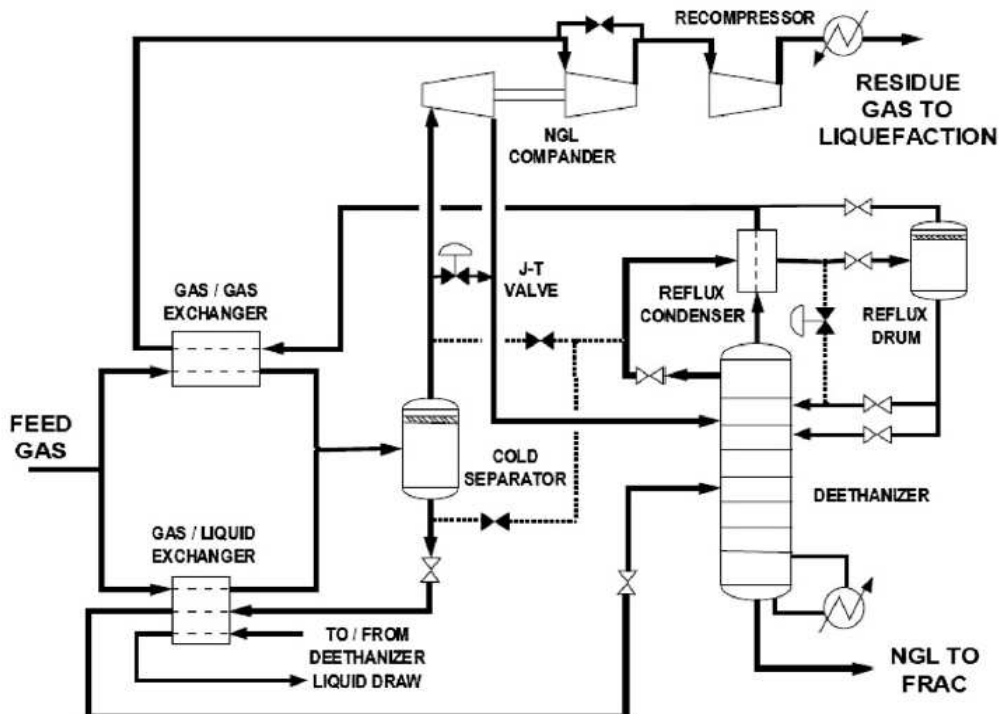 RECOMPRESSOR
RESIDUE
GAS TO
LIQUEFACTION
NGL
COMPANDER
J-T
VALVE
GAS / GAS
EXCHANGER
REFLUX
CONDENSER
REFLUX
DRUM
FEED
GAS
COLD
SEPARATOR
DEETHANIZER
GAS / LIQUID
EXCHANGER
TO / FROM
DEETHANIZER
LIQUID DRAW
NGL TO
FRAC